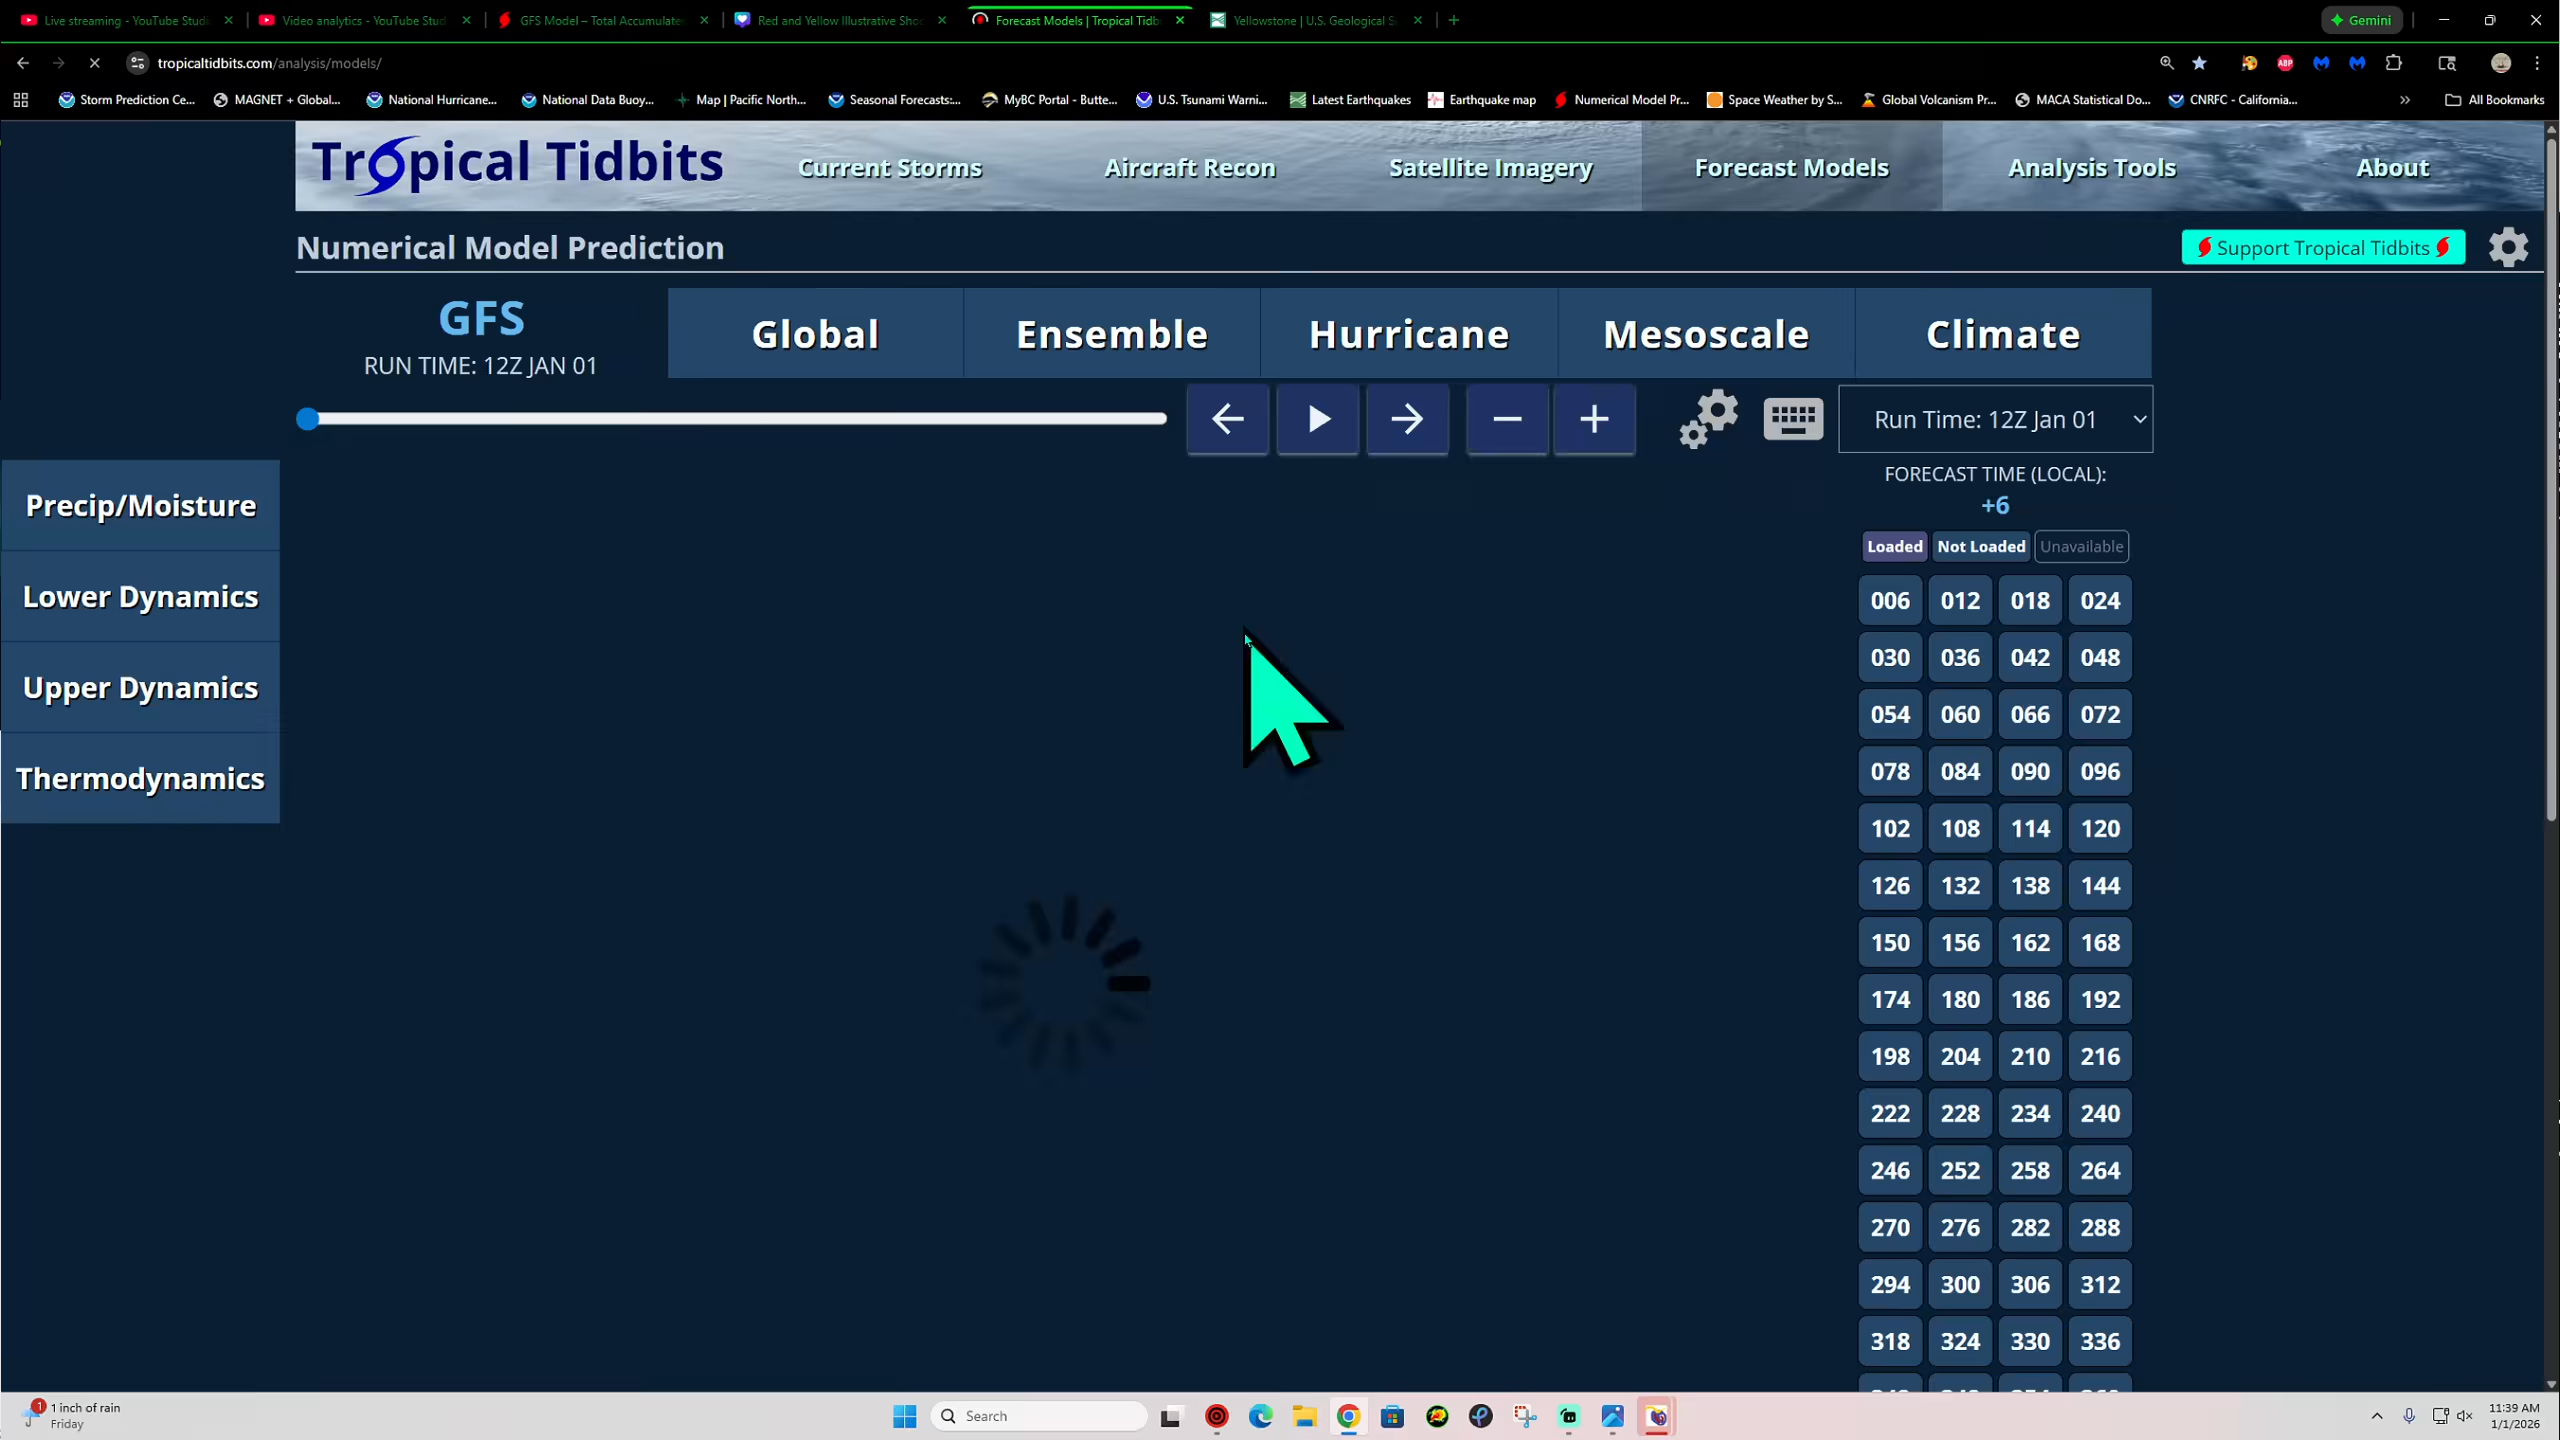 Live streaming - YouTube Studi
Video analytics - YouTube Stud
GFS Model – Total Accumulate
Red and Yellow Illustrative Sho
Forecast Models | Tropical Tidb
Yellowstone | U.S. Geological S
Gemini
tropicaltidbits.com/analysis/models/
ABP
Storm Prediction Ce...
MAGNET + Global...
National Hurricane...
National Data Buoy...
Map | Pacific North...
Seasonal Forecasts:...
MyBC Portal - Butte...
U.S. Tsunami Warni...
Latest Earthquakes
Earthquake map
Numerical Model Pr...
Space Weather by S...
Global Volcanism Pr...
MACA Statistical Do...
CNRFC - California...
All Bookmarks
Tropical Tidbits
Current Storms
Aircraft Recon
Satellite Imagery
Forecast Models
Analysis Tools
About
Numerical Model Prediction
Support Tropical Tidbits
GFS
RUN TIME: 12Z JAN 01
Global
Ensemble
Hurricane
Mesoscale
Climate
Run Time: 12Z Jan 01
Precip/Moisture
Lower Dynamics
Upper Dynamics
Thermodynamics
FORECAST TIME (LOCAL):
+6
Loaded Not Loaded Unavailable
006 012 018 024
030 036 042 048
054 060 066 072
078 084 090 096
102 108 114 120
126 132 138 144
150 156 162 168
174 180 186 192
198 204 210 216
222 228 234 240
246 252 258 264
270 276 282 288
294 300 306 312
318 324 330 336
1
1 inch of rain
Friday
Search
11:39 AM
1/1/2026